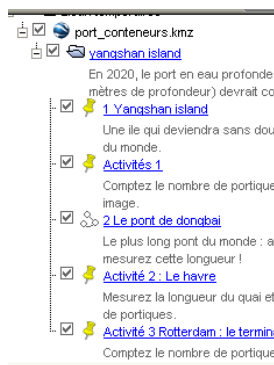 port_conteneurs.kmz
yangshan island
En 2020, le port en eau profonde
mètres de profondeur) devrait co
1 Yangshan island
Une ile qui deviendra sans dou
du monde.
Activités 1
Comptez le nombre de portique
image.
2 Le pont de dongbai
Le plus long pont du monde : a
mesurez cette longueur !
Activité 2 : Le havre
Mesurez la longueur du quai et
de portiques.
Activité 3 Rotterdam : le termin
Comptez le nombre de portique